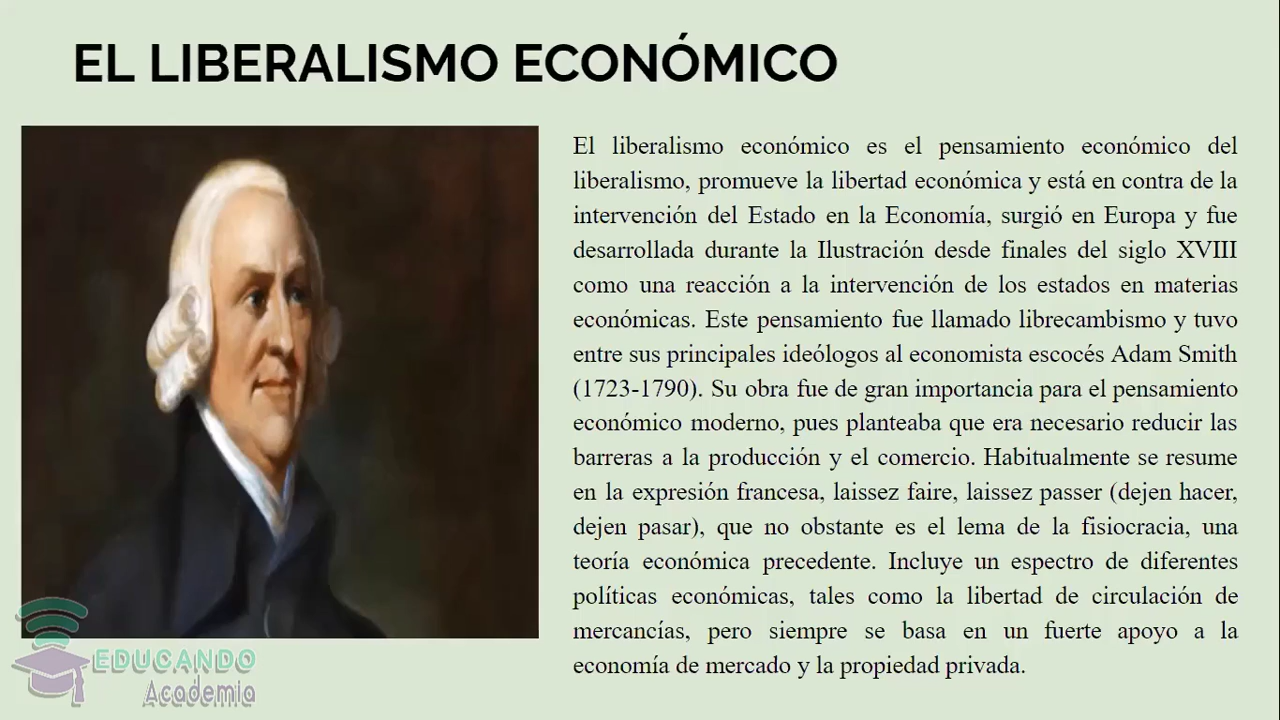 EL LIBERALISMO ECONÓMICO
El liberalismo económico es el pensamiento económico del
liberalismo, promueve la libertad económica y está en contra de la
intervención del Estado en la Economía, surgió en Europa y fue
desarrollada durante la Ilustración desde finales del siglo XVIII
como una reacción a la intervención de los estados en materias
económicas. Este pensamiento fue llamado librecambismo y tuvo
entre sus principales ideólogos al economista escocés Adam Smith
(1723-1790). Su obra fue de gran importancia para el pensamiento
económico moderno, pues planteaba que era necesario reducir las
barreras a la producción y el comercio. Habitualmente se resume
en la expresión francesa, laissez faire, laissez passer (dejen hacer,
dejen pasar), que no obstante es el lema de la fisiocracia, una
teoría económica precedente. Incluye un espectro de diferentes
políticas económicas, tales como la libertad de circulación de
mercancías, pero siempre se basa en un fuerte apoyo a la
economía de mercado y la propiedad privada.
EDUCANDO
Academia